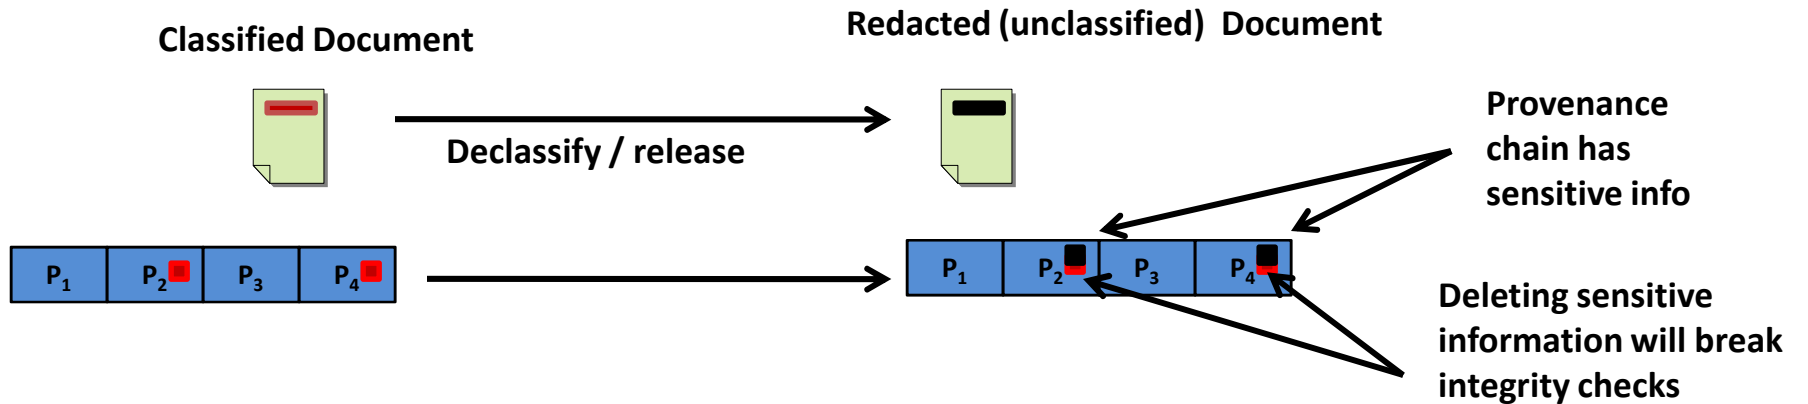 Classified Document
Redacted (unclassified) Document
Declassify / release
Provenance
chain has
sensitive info
P₁ P₂ P₃ P₄
P₁ P₂ P₃ P₄
Deleting sensitive
information will break
integrity checks